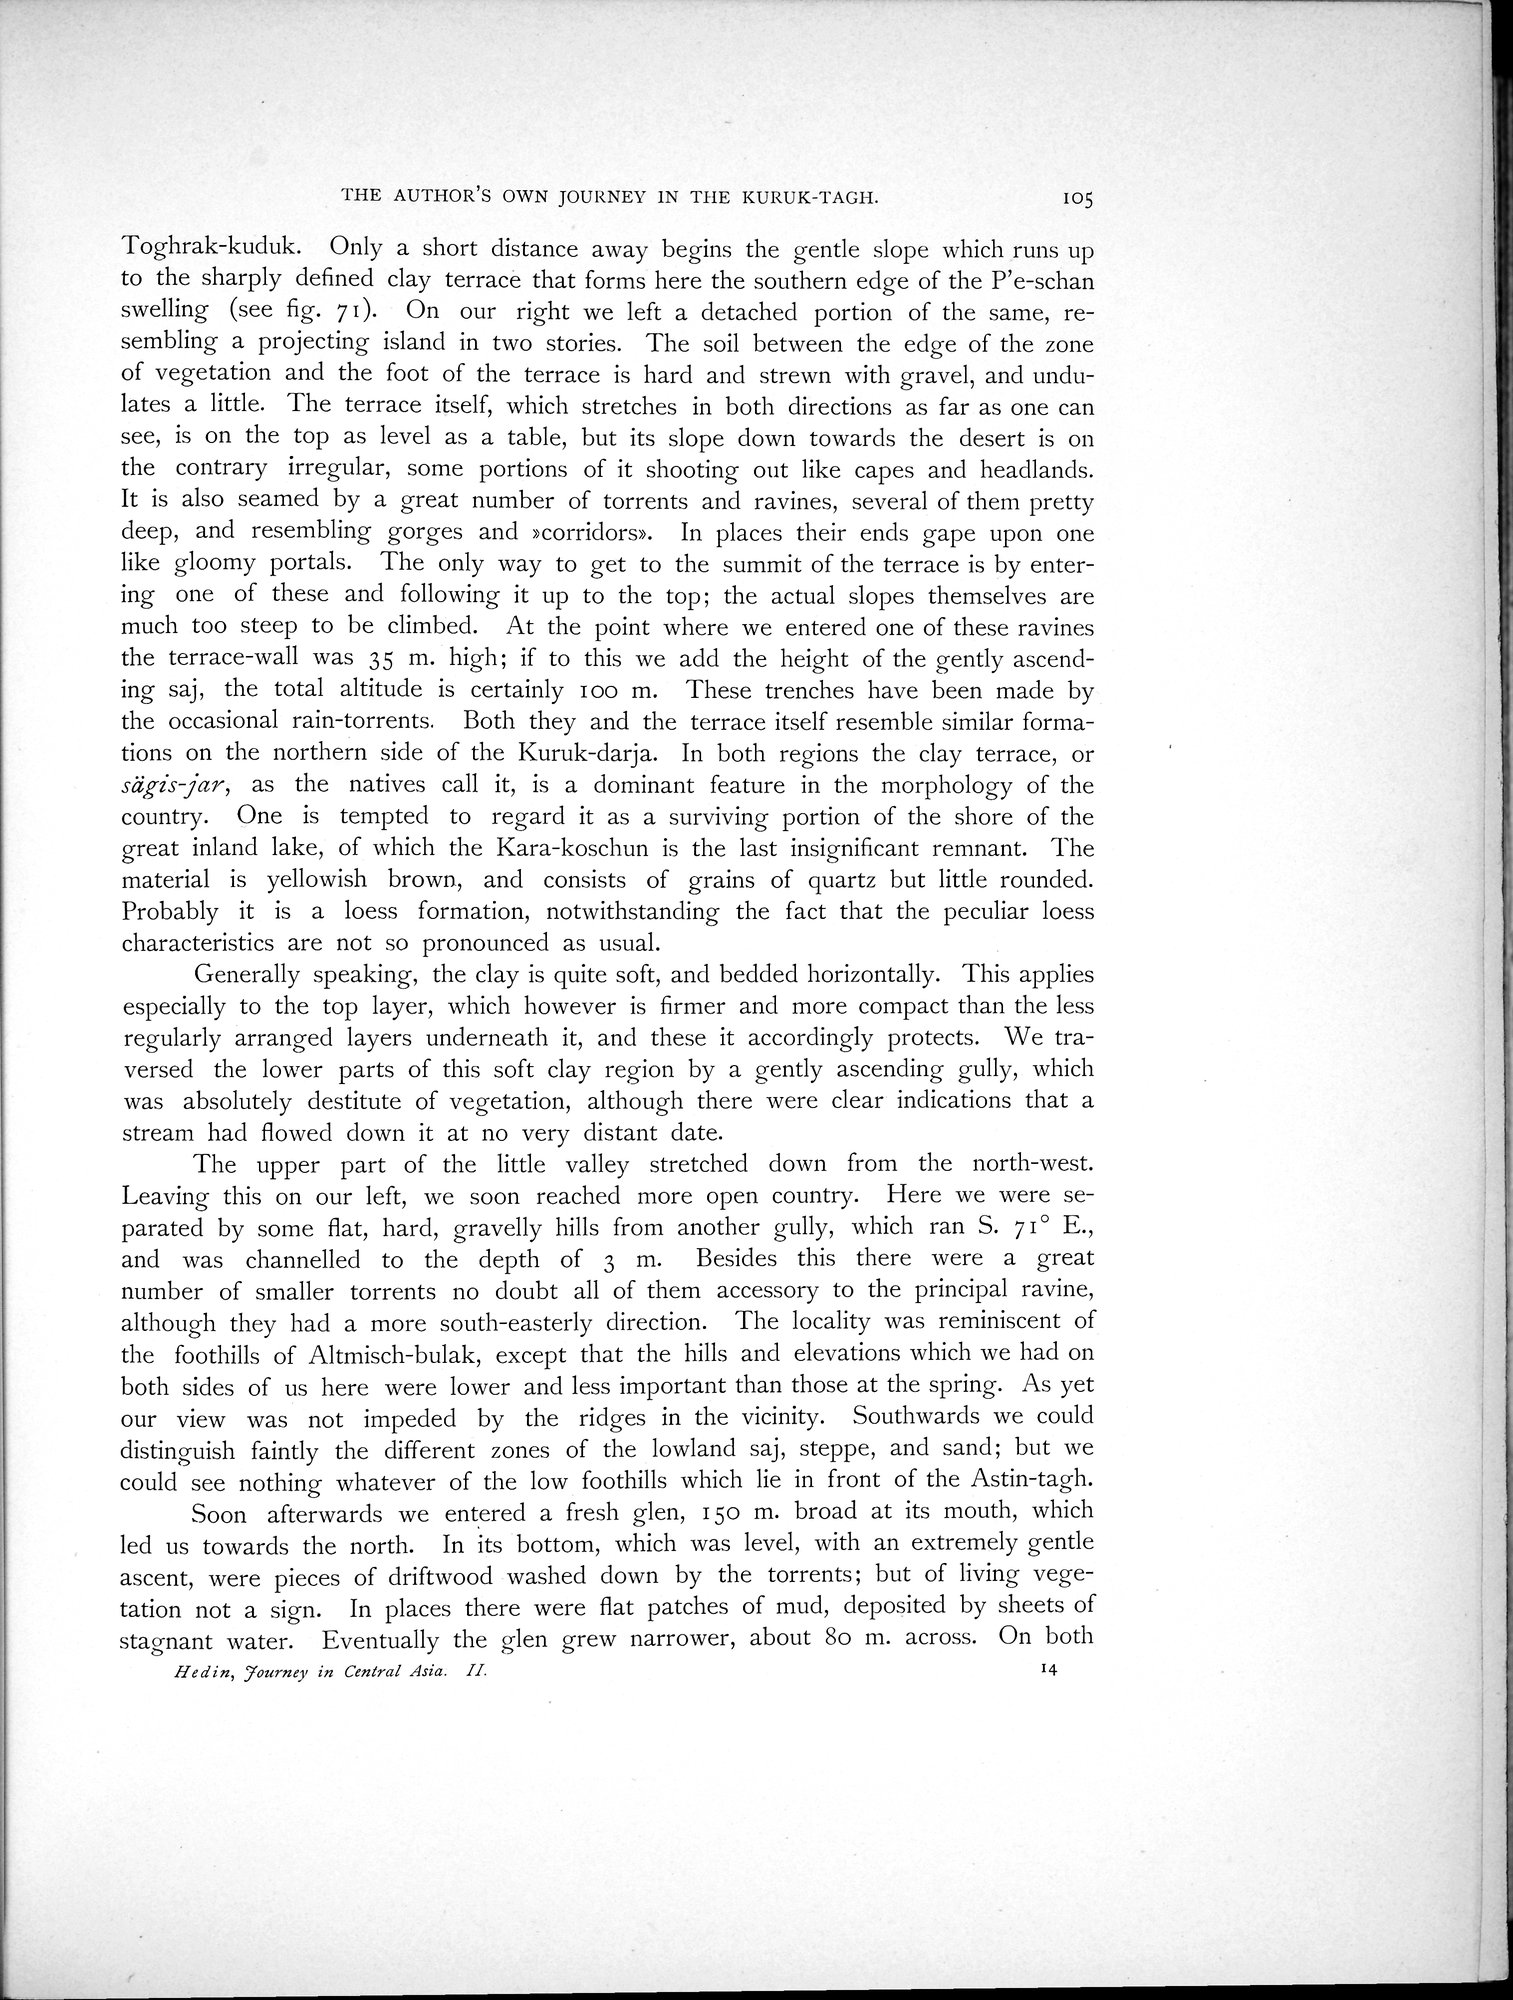 THE AUTHOR'S OWN JOURNEY IN THE KURUK-TAGH. 105
Toghrak-kuduk. Only a short distance away begins the gentle slope which runs up
to the sharply defined clay terrace that forms here the southern edge of the P'e-schan
swelling (see fig. 71). On our right we left a detached portion of the same, re-
sembling a projecting island in two stories. The soil between the edge of the zone
of vegetation and the foot of the terrace is hard and strewn with gravel, and undu-
lates a little. The terrace itself, which stretches in both directions as far as one can
see, is on the top as level as a table, but its slope down towards the desert is on
the contrary irregular, some portions of it shooting out like capes and headlands.
It is also seamed by a great number of torrents and ravines, several of them pretty
deep, and resembling gorges and »corridors». In places their ends gape upon one
like gloomy portals. The only way to get to the summit of the terrace is by enter-
ing one of these and following it up to the top; the actual slopes themselves are
much too steep to be climbed. At the point where we entered one of these ravines
the terrace-wall was 35 m. high; if to this we add the height of the gently ascend-
ing saj, the total altitude is certainly 100 m. These trenches have been made by
the occasional rain-torrents. Both they and the terrace itself resemble similar forma-
tions on the northern side of the Kuruk-darja. In both regions the clay terrace, or
sägis-jar, as the natives call it, is a dominant feature in the morphology of the
country. One is tempted to regard it as a surviving portion of the shore of the
great inland lake, of which the Kara-koschun is the last insignificant remnant. The
material is yellowish brown, and consists of grains of quartz but little rounded.
Probably it is a loess formation, notwithstanding the fact that the peculiar loess
characteristics are not so pronounced as usual.
Generally speaking, the clay is quite soft, and bedded horizontally. This applies
especially to the top layer, which however is firmer and more compact than the less
regularly arranged layers underneath it, and these it accordingly protects. We tra-
versed the lower parts of this soft clay region by a gently ascending gully, which
was absolutely destitute of vegetation, although there were clear indications that a
stream had flowed down it at no very distant date.
The upper part of the little valley stretched down from the north-west.
Leaving this on our left, we soon reached more open country. Here we were se-
parated by some flat, hard, gravelly hills from another gully, which ran S. 71° E.,
and was channelled to the depth of 3 m. Besides this there were a great
number of smaller torrents no doubt all of them accessory to the principal ravine,
although they had a more south-easterly direction. The locality was reminiscent of
the foothills of Altmisch-bulak, except that the hills and elevations which we had on
both sides of us here were lower and less important than those at the spring. As yet
our view was not impeded by the ridges in the vicinity. Southwards we could
distinguish faintly the different zones of the lowland saj, steppe, and sand; but we
could see nothing whatever of the low foothills which lie in front of the Astin-tagh.
Soon afterwards we entered a fresh glen, 150 m. broad at its mouth, which
led us towards the north. In its bottom, which was level, with an extremely gentle
ascent, were pieces of driftwood washed down by the torrents; but of living vege-
tation not a sign. In places there were flat patches of mud, deposited by sheets of
stagnant water. Eventually the glen grew narrower, about 80 m. across. On both
Hedin, Journey in Central Asia. II. 14